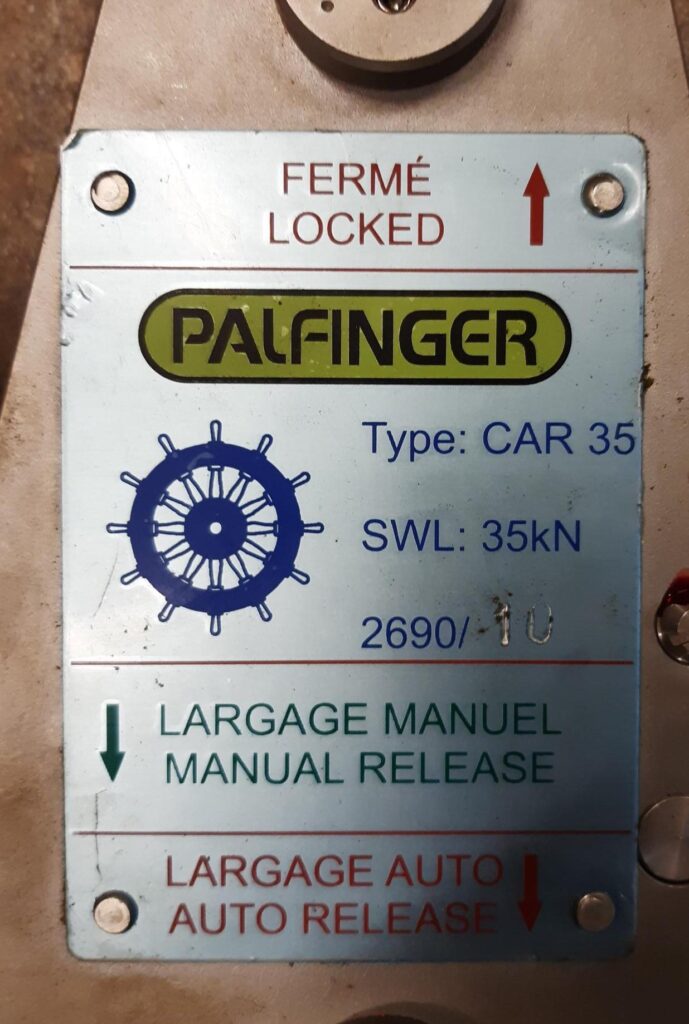 FERMÉ
LOCKED
PALFINGER
Type: CAR 35
SWL: 35kN
2690/ 10
LARGAGE MANUEL
MANUAL RELEASE
LARGAGE AUTO
AUTO RELEASE